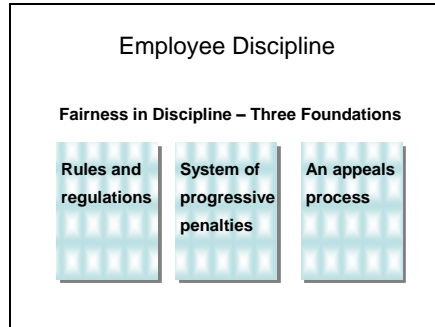 Employee Discipline
Fairness in Discipline – Three Foundations
Rules and
regulations
System of
progressive
penalties
An appeals
process